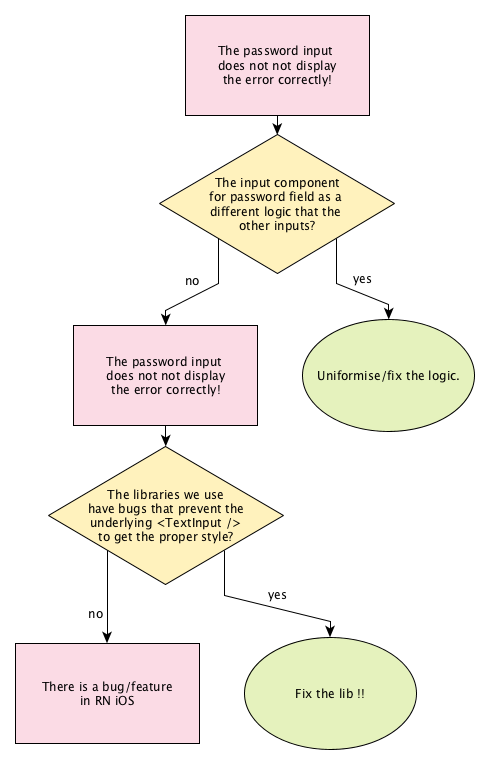 The password input
does not not display
the error correctly!
The input component
for password field as a
different logic that the
other inputs?
no
yes
The password input
does not not display
the error correctly!
Uniformise/fix the logic.
The libraries we use
have bugs that prevent the
underlying <TextInput />
to get the proper style?
no
yes
There is a bug/feature
in RN iOS
Fix the lib !!